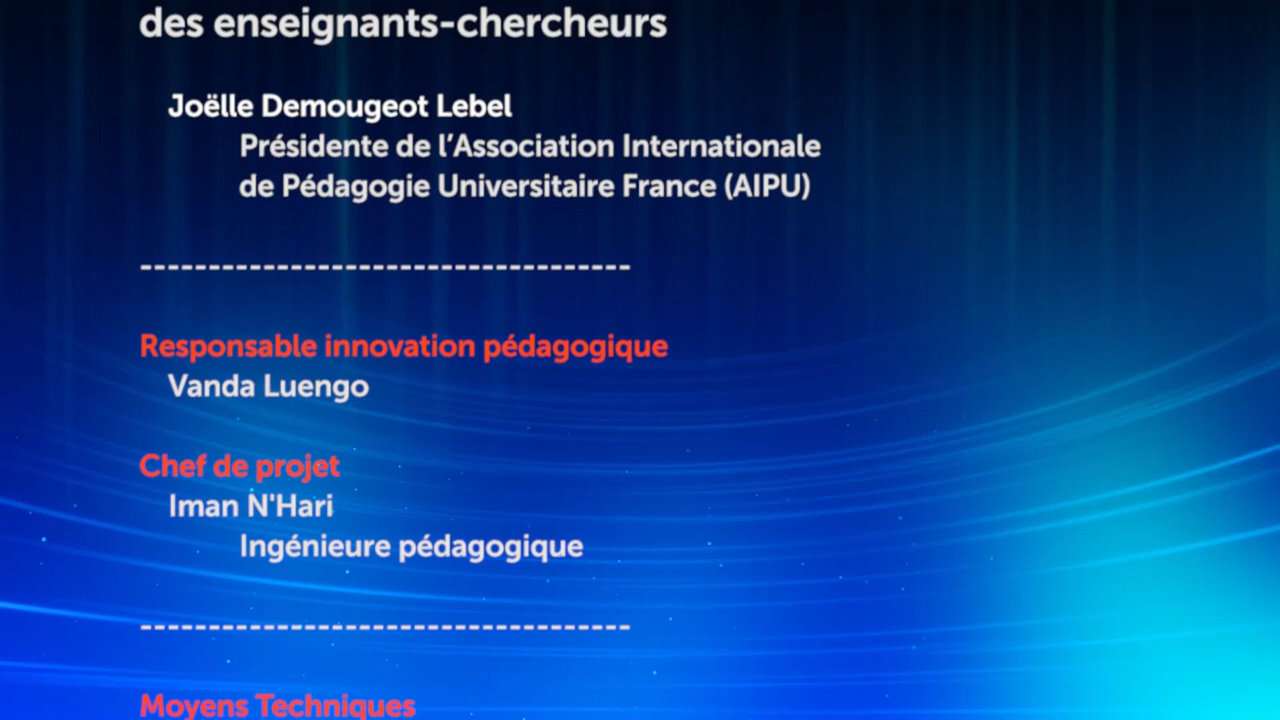 des enseignants-chercheurs
Joëlle Demougeot Lebel
Présidente de l’Association Internationale
de Pédagogie Universitaire France (AIPU)
------------------------------------
Responsable innovation pédagogique
Vanda Luengo
Chef de projet
Iman N'Hari
Ingénieure pédagogique
------------------------------------
Moyens Techniques